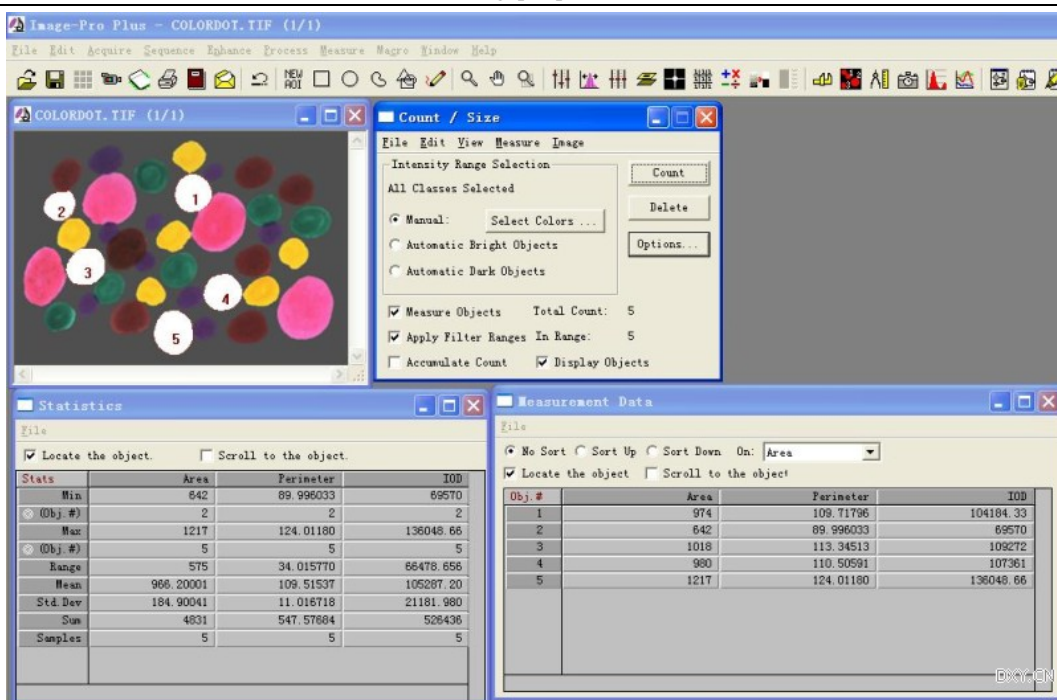 Image-Pro Plus - COLORDOT.TIF (1/1)
File Edit Acquire Sequence Enhance Process Measure Macro Window Help
NEW AOI
COLORDOT.TIF (1/1)
1
2
3
4
5
Count / Size
File Edit View Measure Image
Intensity Range Selection
All Classes Selected
Manual: Select Colors ...
Automatic Bright Objects
Automatic Dark Objects
Count
Delete
Options...
Measure Objects Total Count: 5
Apply Filter Ranges In Range: 5
Accumulate Count Display Objects
Statistics
File
Locate the object. Scroll to the object.
Stats Area Perimeter IOD
Min 642 89.996033 69570
(Obj.#) 2 2 2
Max 1217 124.01180 136048.66
(Obj.#) 5 5 5
Range 575 34.015770 66478.656
Mean 966.20001 109.51537 105287.20
Std.Dev 184.90041 11.016718 21181.980
Sum 4831 547.57684 526436
Samples 5 5 5
Measurement Data
File
No Sort Sort Up Sort Down On: Area
Locate the object Scroll to the object
Obj.# Area Perimeter IOD
1 974 109.71796 104184.33
2 642 89.996033 69570
3 1018 113.34513 109272
4 980 110.50591 107361
5 1217 124.01180 136048.66
DXY.CN